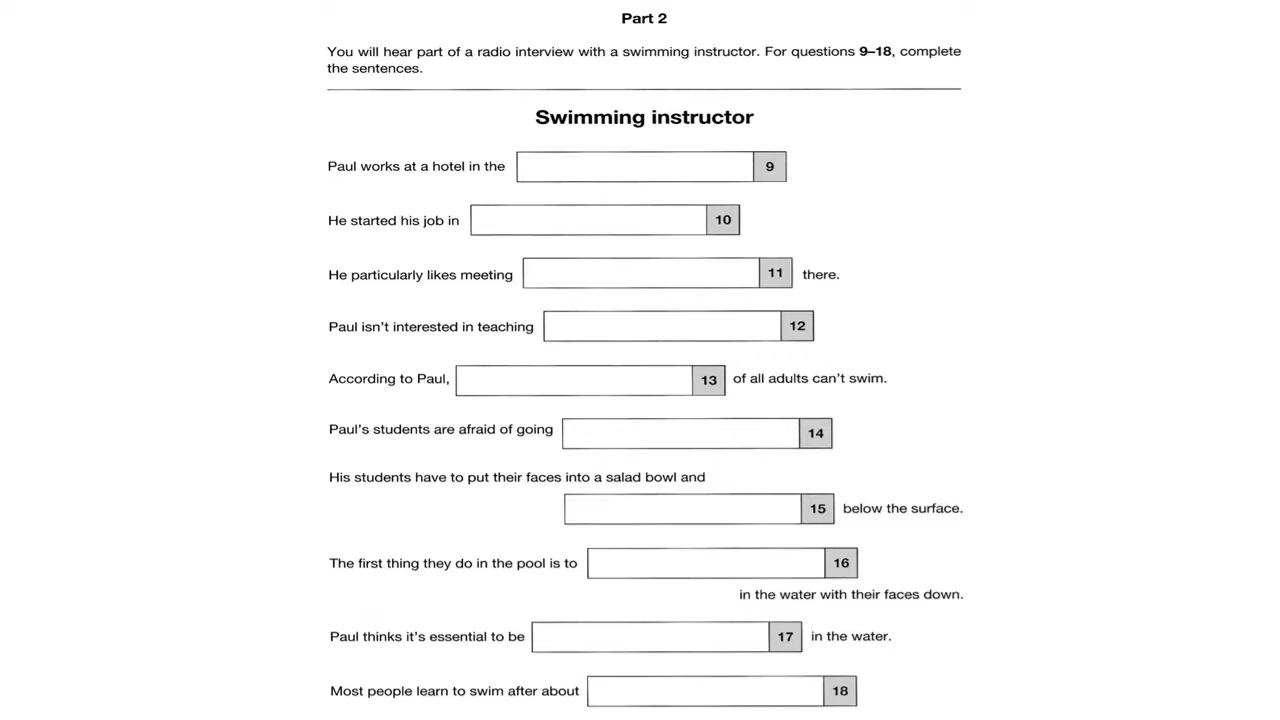 Part 2
You will hear part of a radio interview with a swimming instructor. For questions 9–18, complete
the sentences.
Swimming instructor
Paul works at a hotel in the 9
He started his job in 10
He particularly likes meeting 11 there.
Paul isn't interested in teaching 12
According to Paul, 13 of all adults can't swim.
Paul's students are afraid of going 14
His students have to put their faces into a salad bowl and
15 below the surface.
The first thing they do in the pool is to 16
in the water with their faces down.
Paul thinks it's essential to be 17 in the water.
Most people learn to swim after about 18